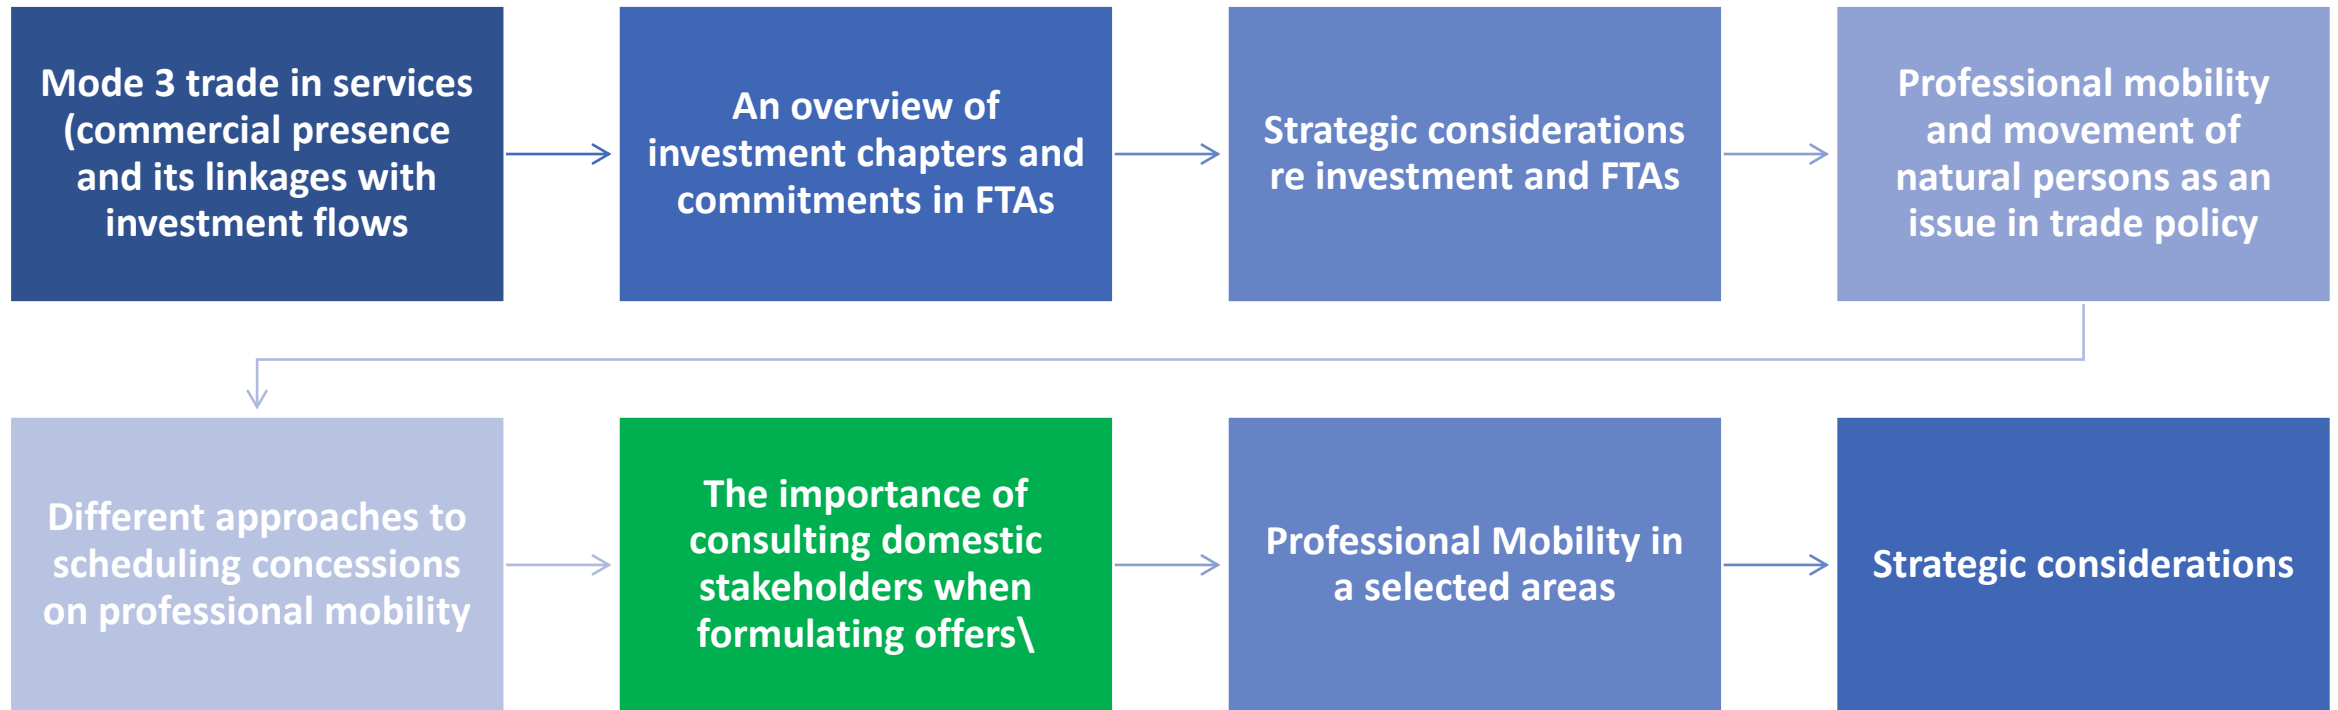 Mode 3 trade in services
(commercial presence
and its linkages with
investment flows
An overview of
investment chapters and
commitments in FTAs
Strategic considerations
re investment and FTAs
Professional mobility
and movement of
natural persons as an
issue in trade policy
Different approaches to
scheduling concessions
on professional mobility
The importance of
consulting domestic
stakeholders when
formulating offers\
Professional Mobility in
a selected areas
Strategic considerations